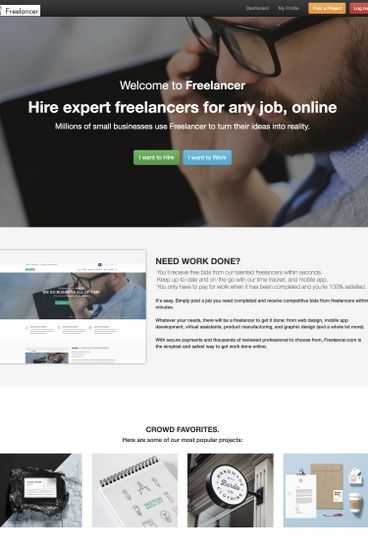 Freelancer
Dashboard My Profile Post a Project Log out
Welcome to Freelancer
Hire expert freelancers for any job, online
Millions of small businesses use Freelancer to turn their ideas into reality.
I want to Hire I want to Work
NEED WORK DONE?
You'll receive free bids from our talented freelancers within seconds.
Keep up-to-date and on-the-go with our time tracker, and mobile app.
You only have to pay for work when it has been completed and you're 100% satisfied.
It's easy. Simply post a job you need completed and receive competitive bids from freelancers within
minutes.
Whatever your needs, there will be a freelancer to get it done: from web design, mobile app
development, virtual assistants, product manufacturing, and graphic design (and a whole lot more).
With secure payments and thousands of reviewed professional to choose from, Freelancer.com is
the simplest and safest way to get work done online.
CROWD FAVORITES.
Here are some of our most popular projects:
Barbu
CLOTHING